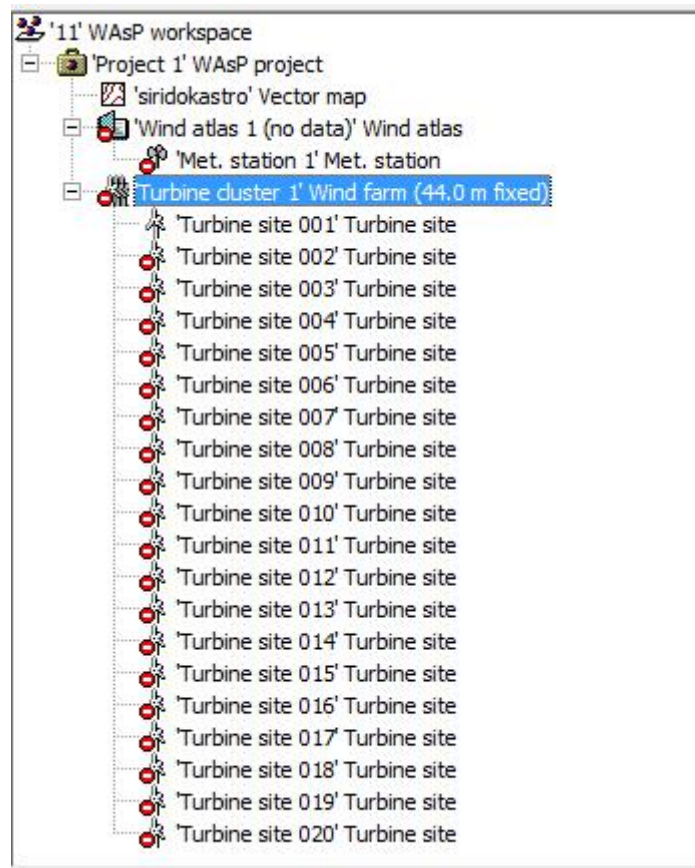 '11' WAsP workspace
'Project 1' WAsP project
'siridokastro' Vector map
'Wind atlas 1 (no data)' Wind atlas
'Met. station 1' Met. station
'Turbine cluster 1' Wind farm (44.0 m fixed)
'Turbine site 001' Turbine site
'Turbine site 002' Turbine site
'Turbine site 003' Turbine site
'Turbine site 004' Turbine site
'Turbine site 005' Turbine site
'Turbine site 006' Turbine site
'Turbine site 007' Turbine site
'Turbine site 008' Turbine site
'Turbine site 009' Turbine site
'Turbine site 010' Turbine site
'Turbine site 011' Turbine site
'Turbine site 012' Turbine site
'Turbine site 013' Turbine site
'Turbine site 014' Turbine site
'Turbine site 015' Turbine site
'Turbine site 016' Turbine site
'Turbine site 017' Turbine site
'Turbine site 018' Turbine site
'Turbine site 019' Turbine site
'Turbine site 020' Turbine site